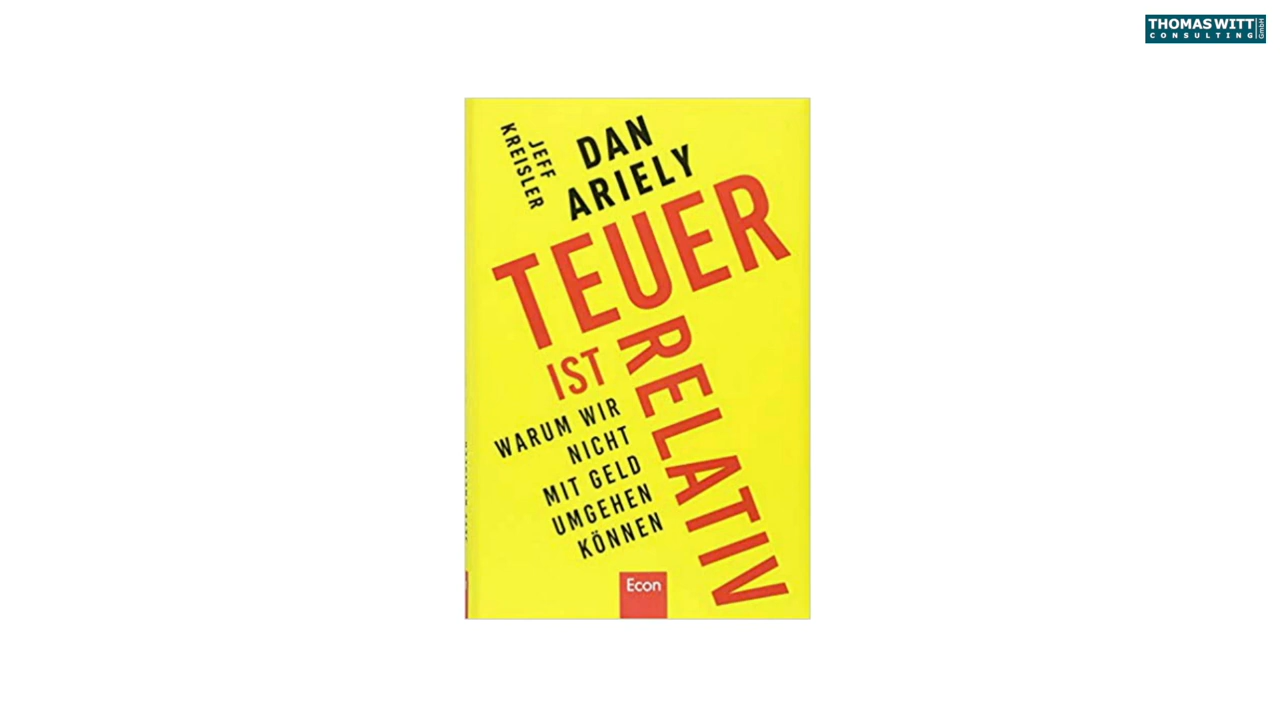 THOMAS WITT
CONSULTING
GmbH
JEFF
KREISLER
DAN
ARIELY
TEUER
IST
RELATIV
WARUM WIR
NICHT
MIT GELD
UMGEHEN
KÖNNEN
Econ